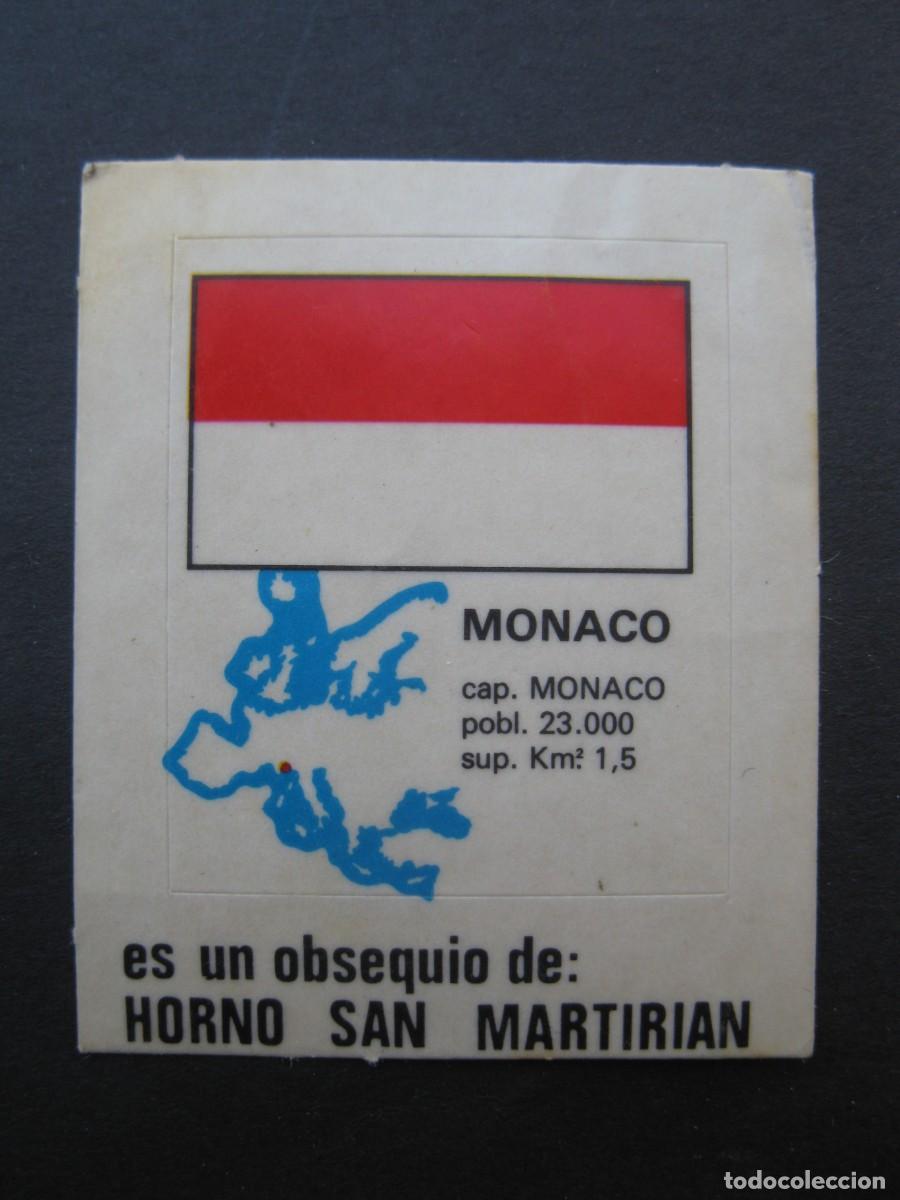 MONACO
cap. MONACO
pobl. 23.000
sup. Km² 1,5
es un obsequio de:
HORNO SAN MARTIRIAN
todocoleccion